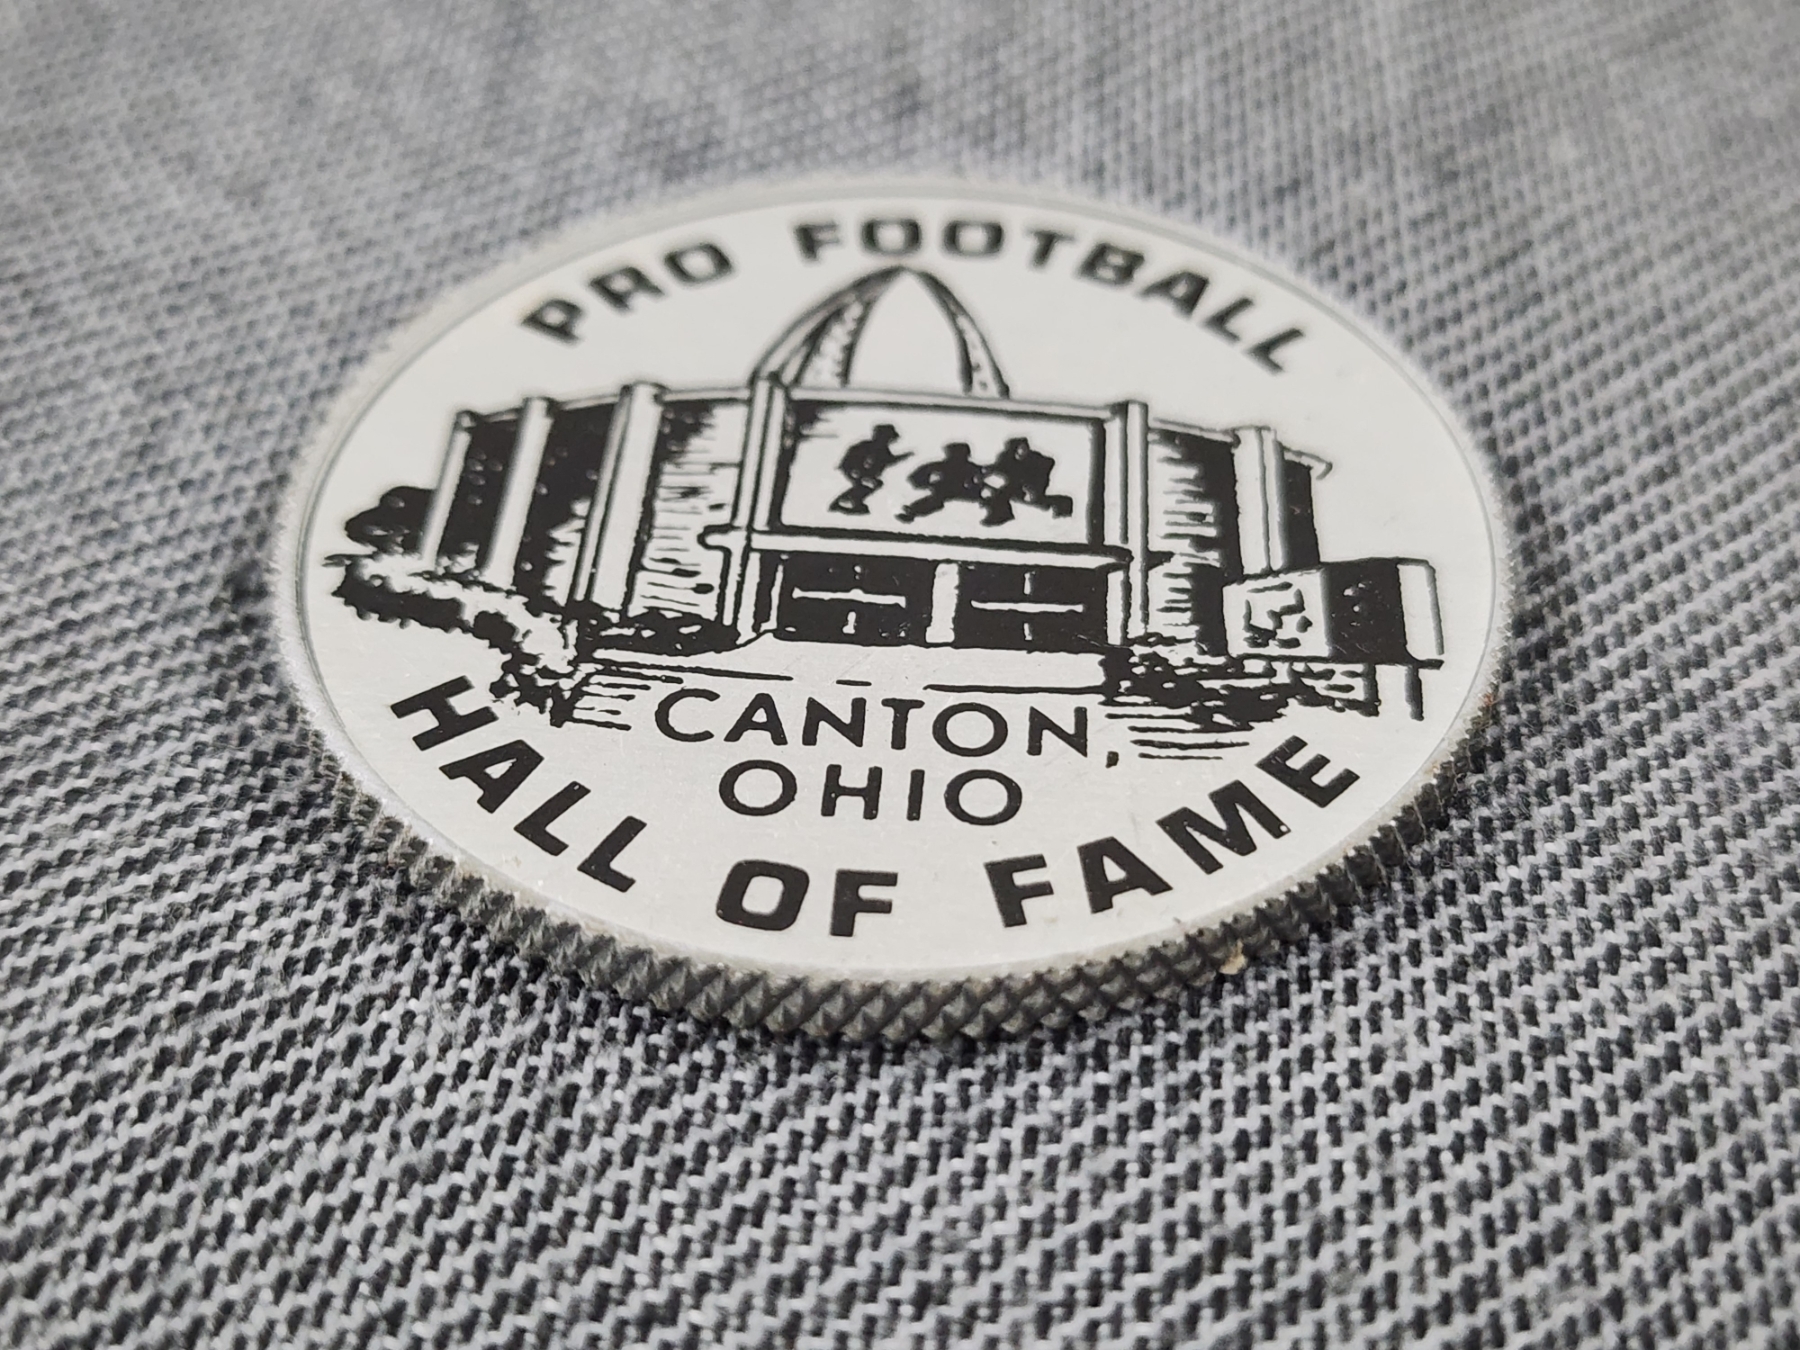 PRO FOOTBALL
CANTON,
OHIO
HALL OF FAME